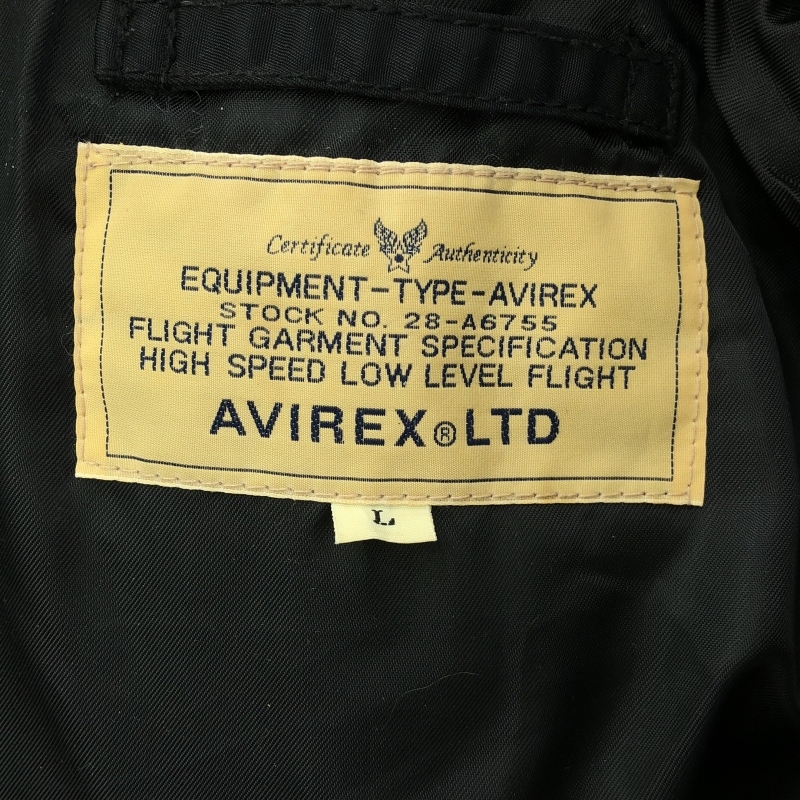 Certificate Authenticity
EQUIPMENT-TYPE-AVIREX
STOCK NO. 28-A6755
FLIGHT GARMENT SPECIFICATION
HIGH SPEED LOW LEVEL FLIGHT
AVIREX®LTD
L